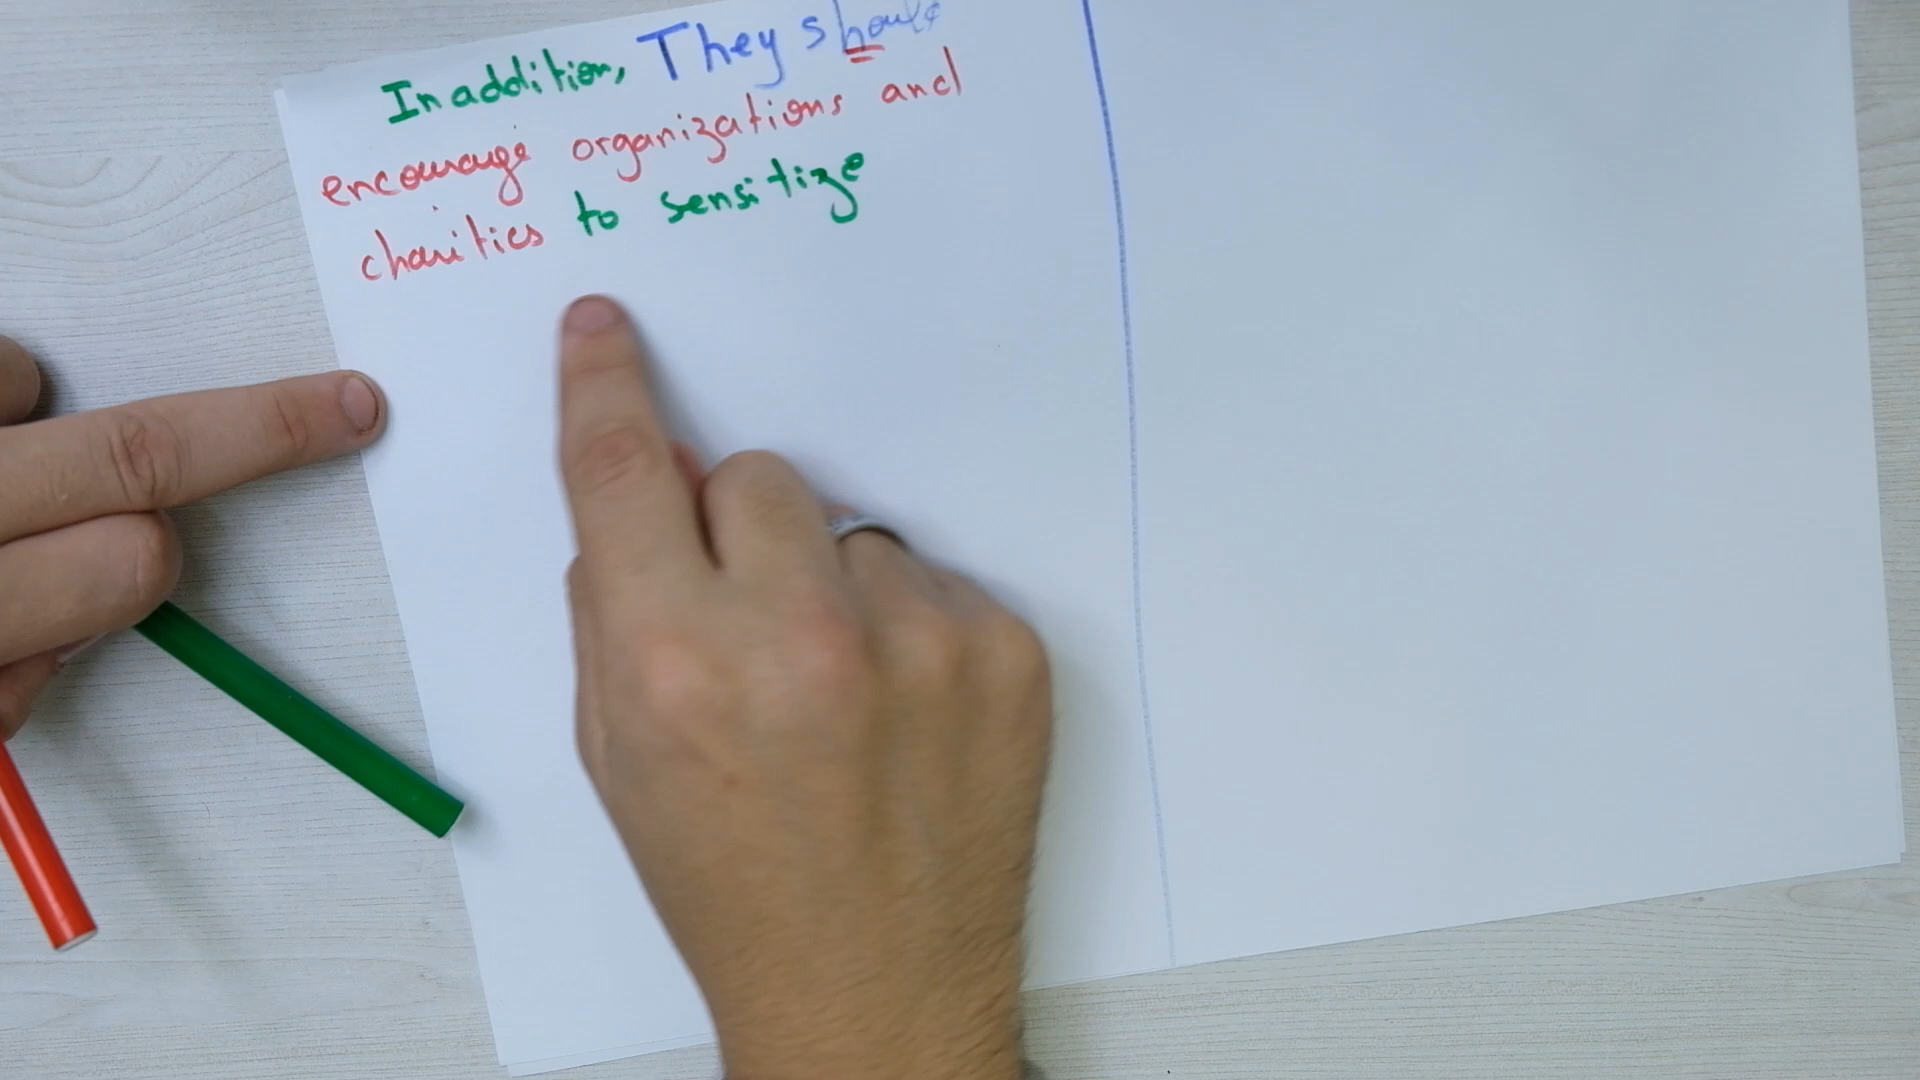 In addition, They should
encourage organizations and
charities to sensitize